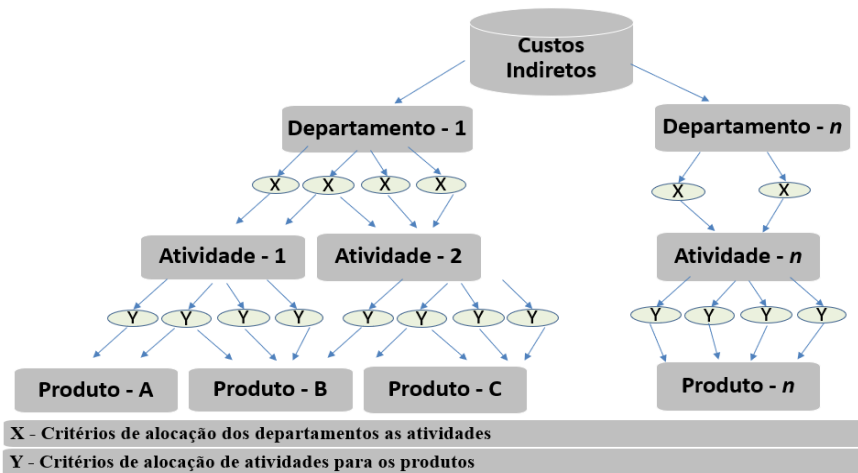 Custos
Indiretos
Departamento - 1
Departamento - n
X X X X
X X
Atividade - 1
Atividade - 2
Atividade - n
Y Y Y Y
Y Y Y Y
Y Y Y Y
Produto - A
Produto - B
Produto - C
Produto - n
X - Critérios de alocação dos departamentos as atividades
Y - Critérios de alocação de atividades para os produtos